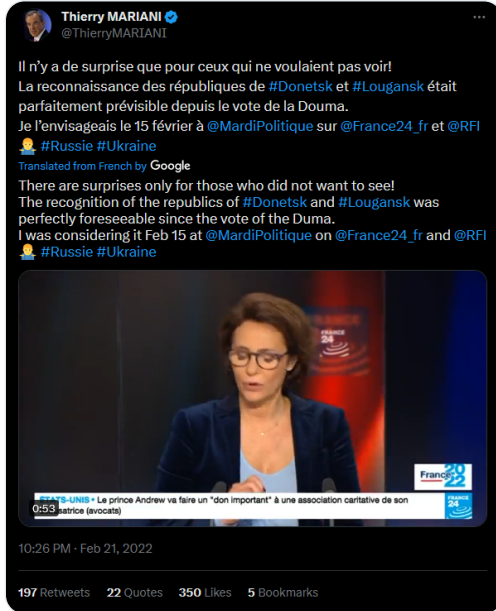 Thierry MARIANI
@ThierryMARIANI
Il n'y a de surprise que pour ceux qui ne voulaient pas voir!
La reconnaissance des républiques de #Donetsk et #Lougansk était
parfaitement prévisible depuis le vote de la Douma.
Je l'envisageais le 15 février à @MardiPolitique sur @France24_fr et @RFI
#Russie #Ukraine
Translated from French by Google
There are surprises only for those who did not want to see!
The recognition of the republics of #Donetsk and #Lougansk was
perfectly foreseeable since the vote of the Duma.
I was considering it Feb 15 at @MardiPolitique on @France24_fr and @RFI
#Russie #Ukraine
FRANCE
FRANCE
24
France 2022
ÉTATS-UNIS • Le prince Andrew va faire un "don important" à une association caritative de son
satrice (avocats)
0:53
FRANCE
24
10:26 PM · Feb 21, 2022
197 Retweets 22 Quotes 350 Likes 5 Bookmarks